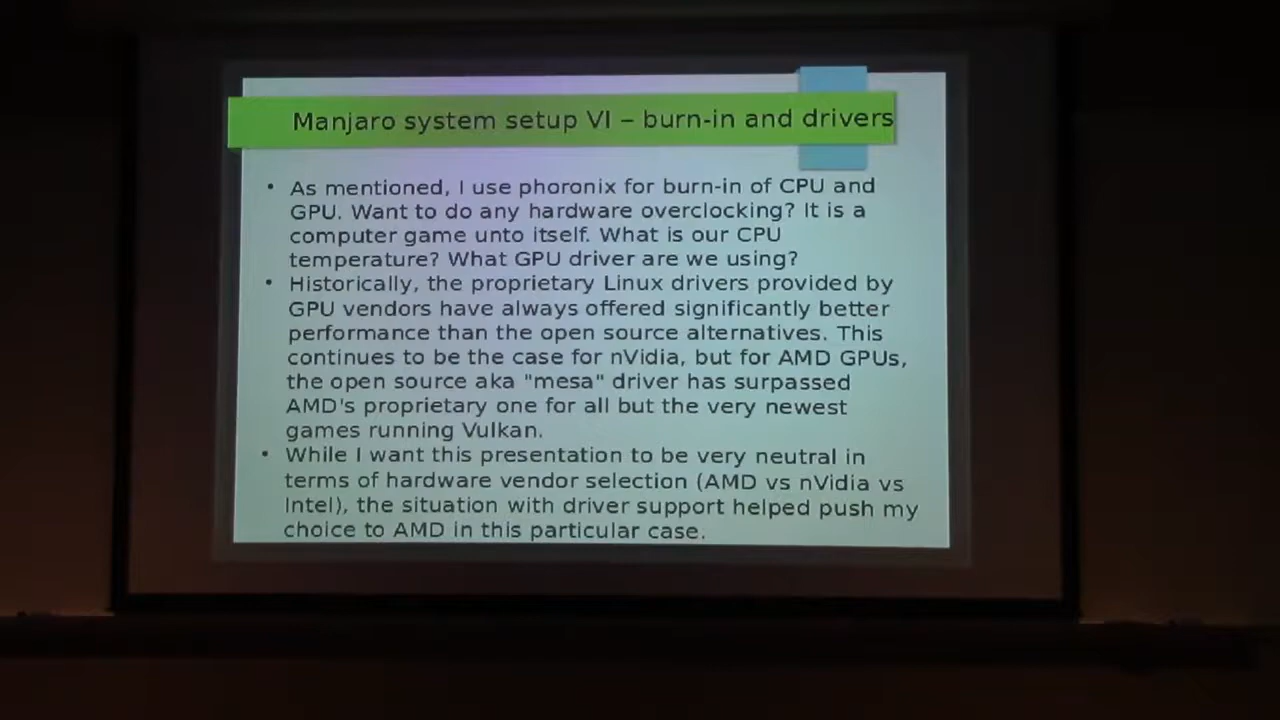 Manjaro system setup VI – burn-in and drivers
• As mentioned, I use phoronix for burn-in of CPU and
GPU. Want to do any hardware overclocking? It is a
computer game unto itself. What is our CPU
temperature? What GPU driver are we using?
• Historically, the proprietary Linux drivers provided by
GPU vendors have always offered significantly better
performance than the open source alternatives. This
continues to be the case for nVidia, but for AMD GPUs,
the open source aka "mesa" driver has surpassed
AMD's proprietary one for all but the very newest
games running Vulkan.
• While I want this presentation to be very neutral in
terms of hardware vendor selection (AMD vs nVidia vs
Intel), the situation with driver support helped push my
choice to AMD in this particular case.